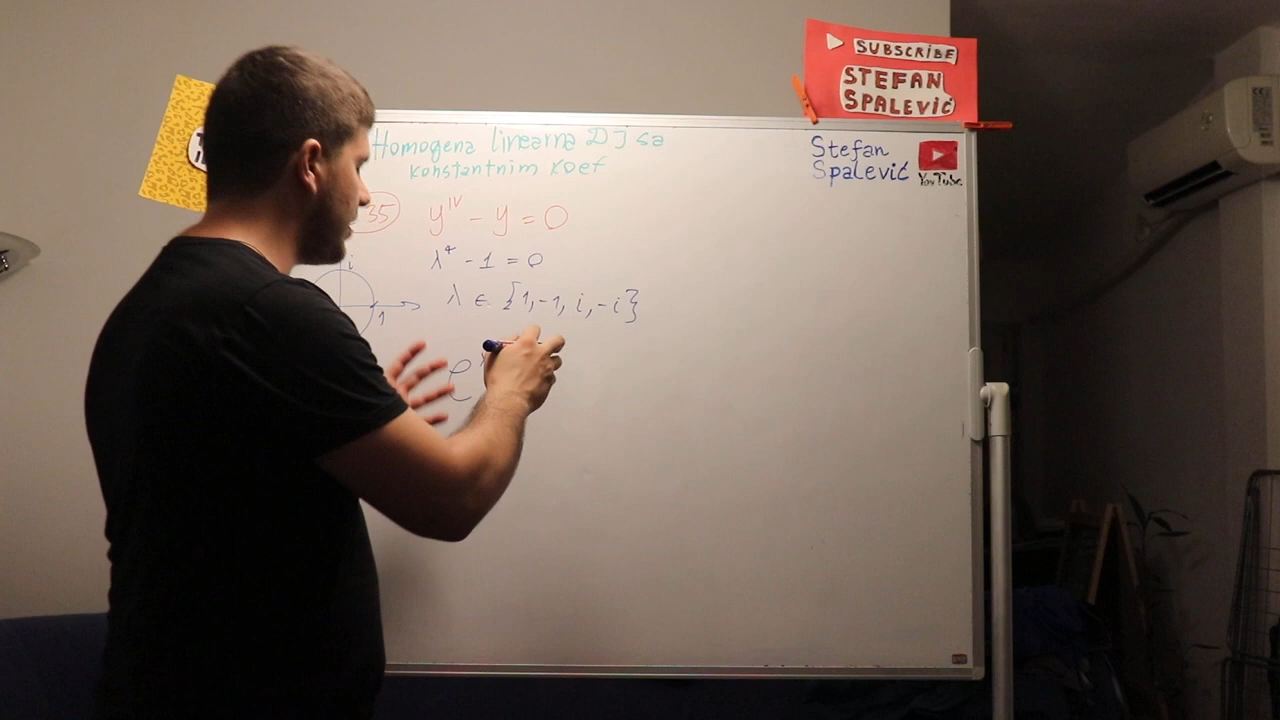 SUBSCRIBE
STEFAN
SPALEVIĆ
Homogena linearna DJ sa
konstantnim koef
Stefan
Spalević
YouTube
35
y^IV - y = 0
λ^4 - 1 = 0
i
1
λ ∈ {1, -1, i, -i}
e